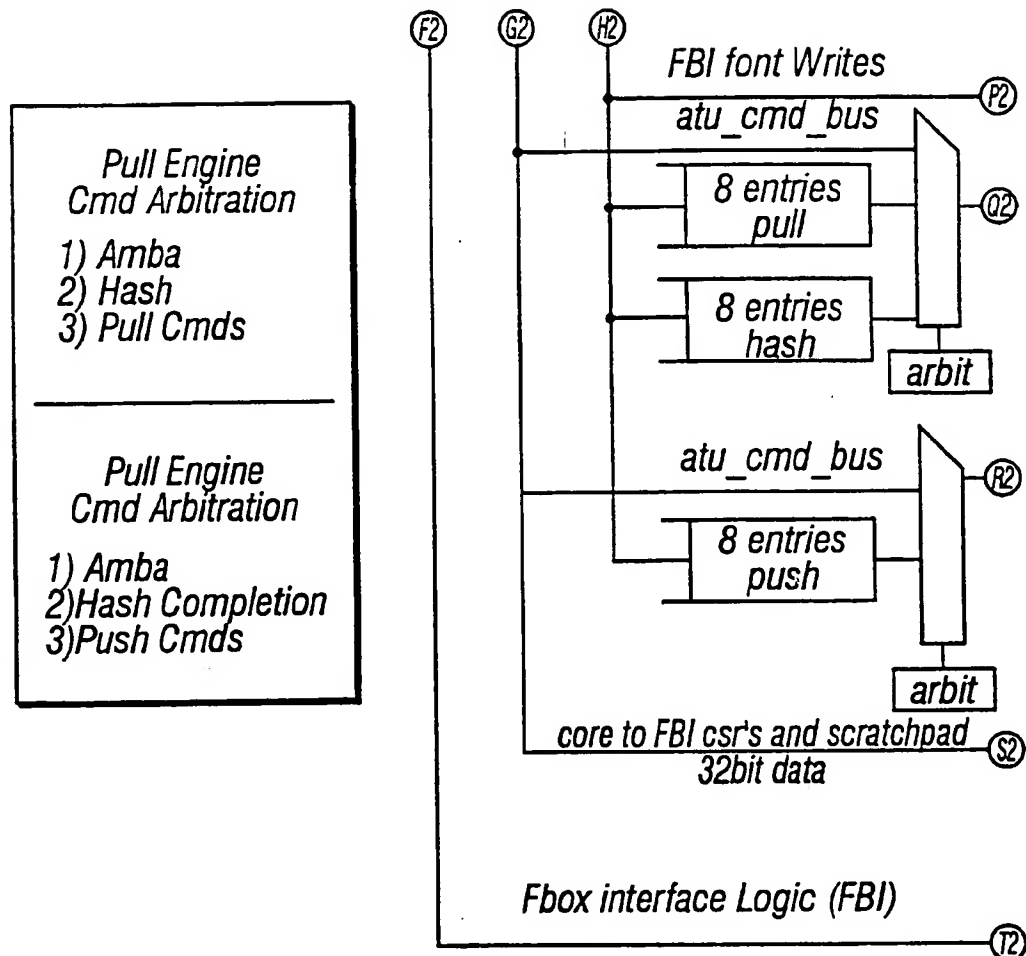 F2 G2 H2
FBI font Writes
P2
atu_cmd_bus
8 entries
pull
Q2
8 entries
hash
arbit
Pull Engine
Cmd Arbitration
1) Amba
2) Hash
3) Pull Cmds
Pull Engine
Cmd Arbitration
1) Amba
2)Hash Completion
3)Push Cmds
atu_cmd_bus
R2
8 entries
push
arbit
core to FBI csr's and scratchpad
32bit data
S2
Fbox interface Logic (FBI)
T2